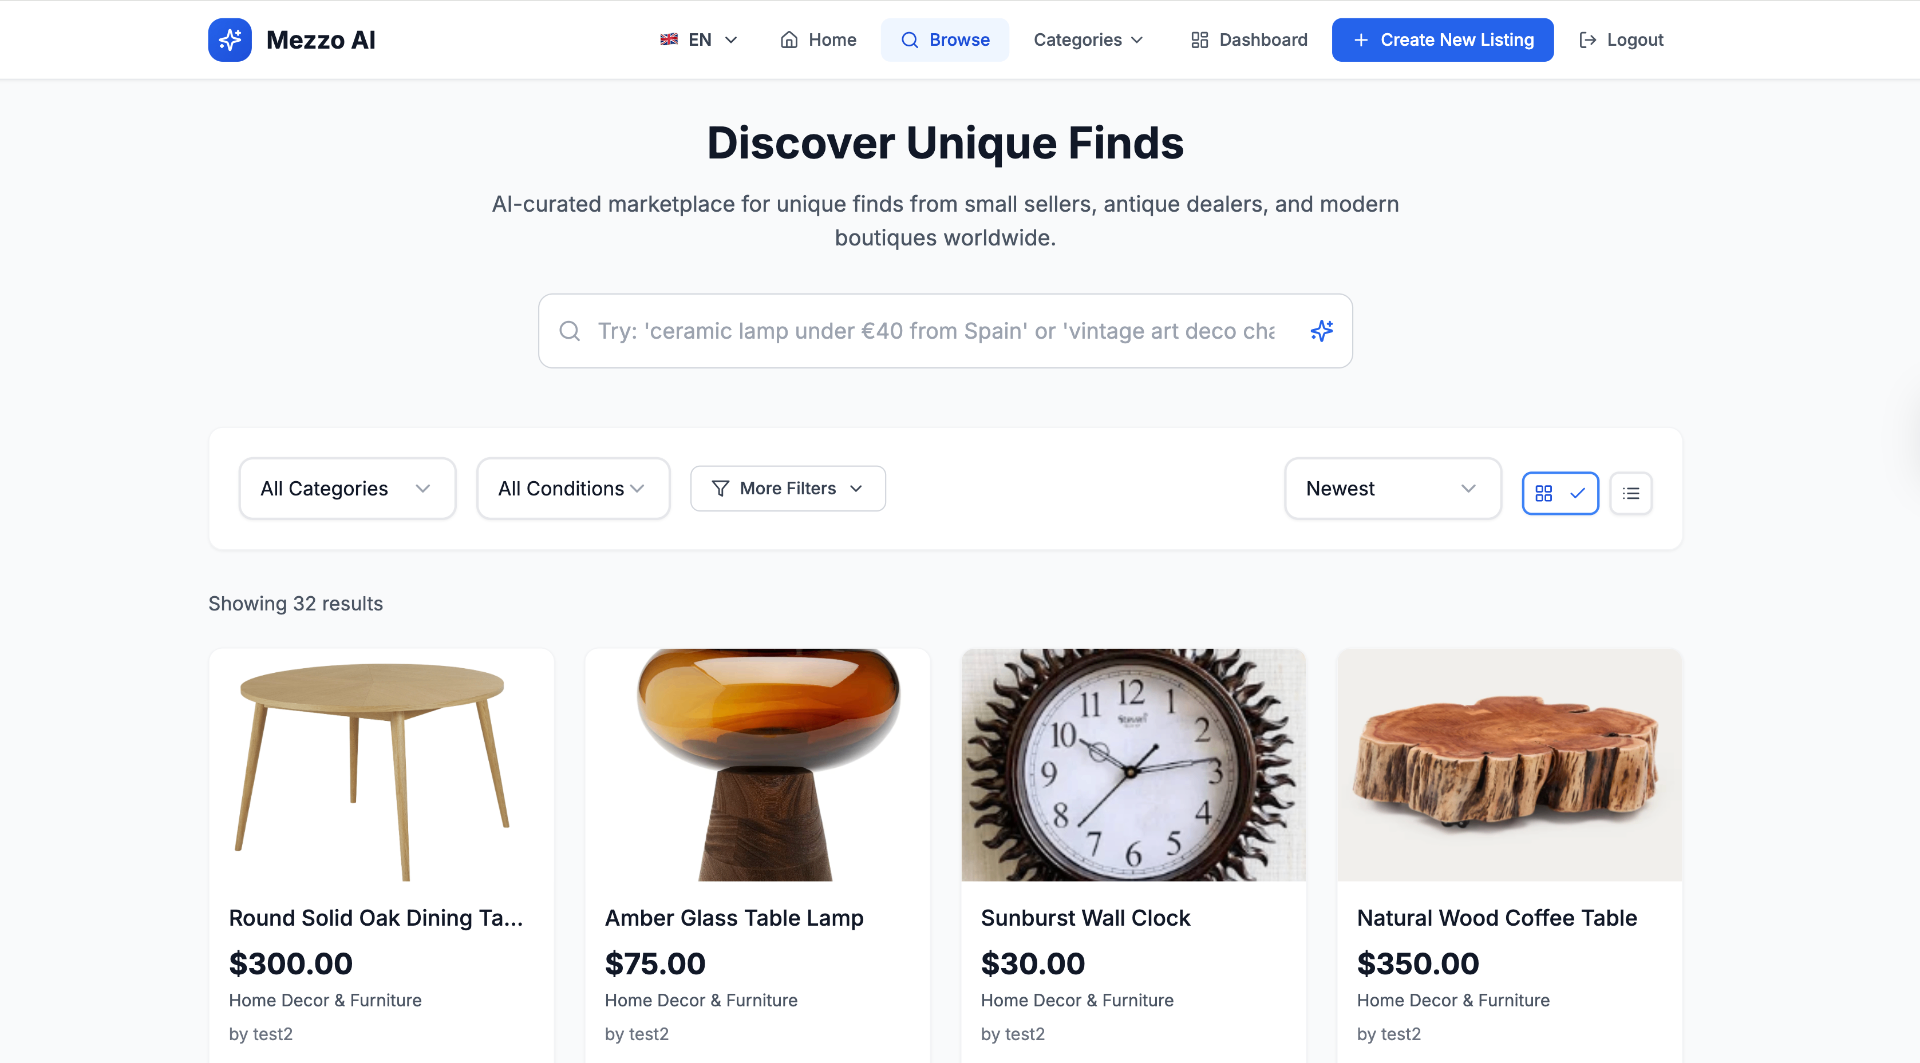 Mezzo AI
EN
Home
Browse
Categories
Dashboard
Create New Listing
Logout
Discover Unique Finds
AI-curated marketplace for unique finds from small sellers, antique dealers, and modern
boutiques worldwide.
Try: 'ceramic lamp under €40 from Spain' or 'vintage art deco cha
All Categories
All Conditions
More Filters
Newest
Showing 32 results
12
11
1
10
2
9
3
8
4
7
5
6
Round Solid Oak Dining Ta...
$300.00
Home Decor & Furniture
by test2
Amber Glass Table Lamp
$75.00
Home Decor & Furniture
by test2
Sunburst Wall Clock
$30.00
Home Decor & Furniture
by test2
Natural Wood Coffee Table
$350.00
Home Decor & Furniture
by test2